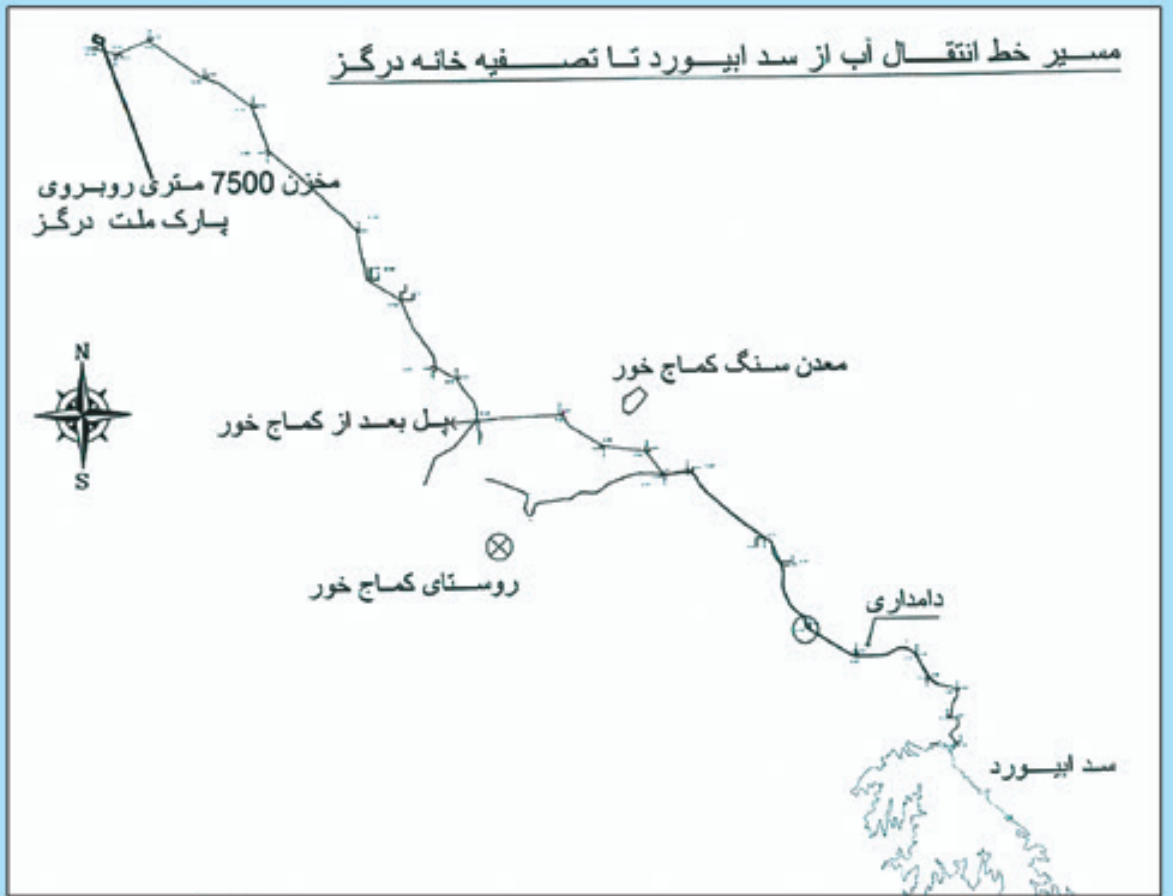 مسیر خط انتقال آب از سد ابیورد تا تصفیه خانه درگز
مخزن 7500 متری روبروی
پارک ملت درگز
N
S
معدن سنگ کماج خور
پل بعد از کماج خور
روستای کماج خور
دامداری
سد ابیورد